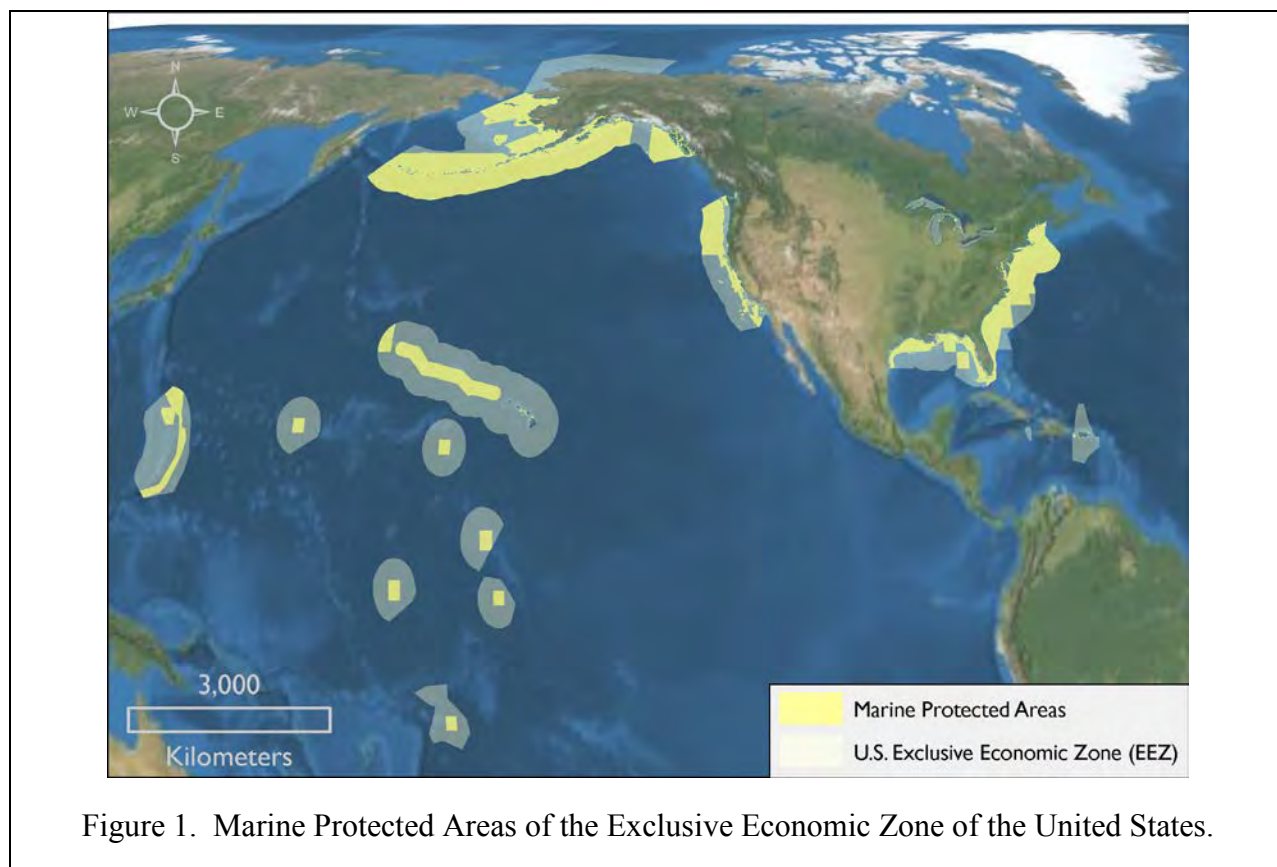 N
W E
S
3,000
Kilometers
Marine Protected Areas
U.S. Exclusive Economic Zone (EEZ)
Figure 1. Marine Protected Areas of the Exclusive Economic Zone of the United States.